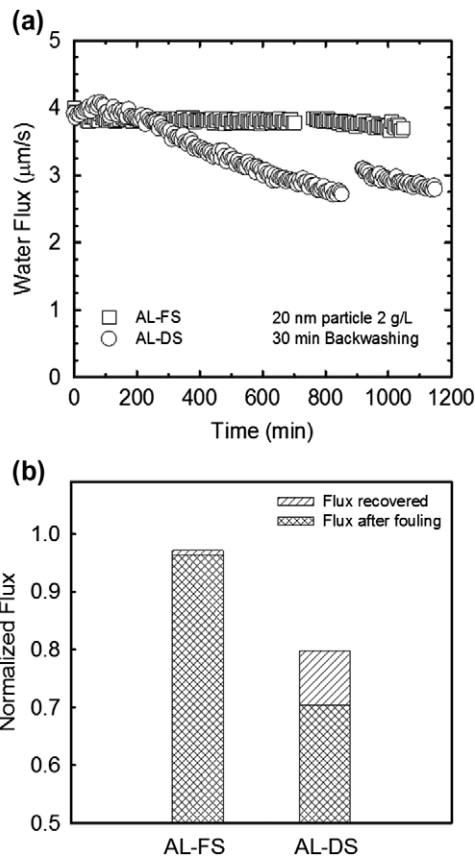 (a)
5
4
3
2
1
0
Water Flux (μm/s)
AL-FS 20 nm particle 2 g/L
AL-DS 30 min Backwashing
0 200 400 600 800 1000 1200
Time (min)
(b)
Flux recovered
Flux after fouling
1.0
0.9
0.8
0.7
0.6
0.5
Normalized Flux
AL-FS AL-DS